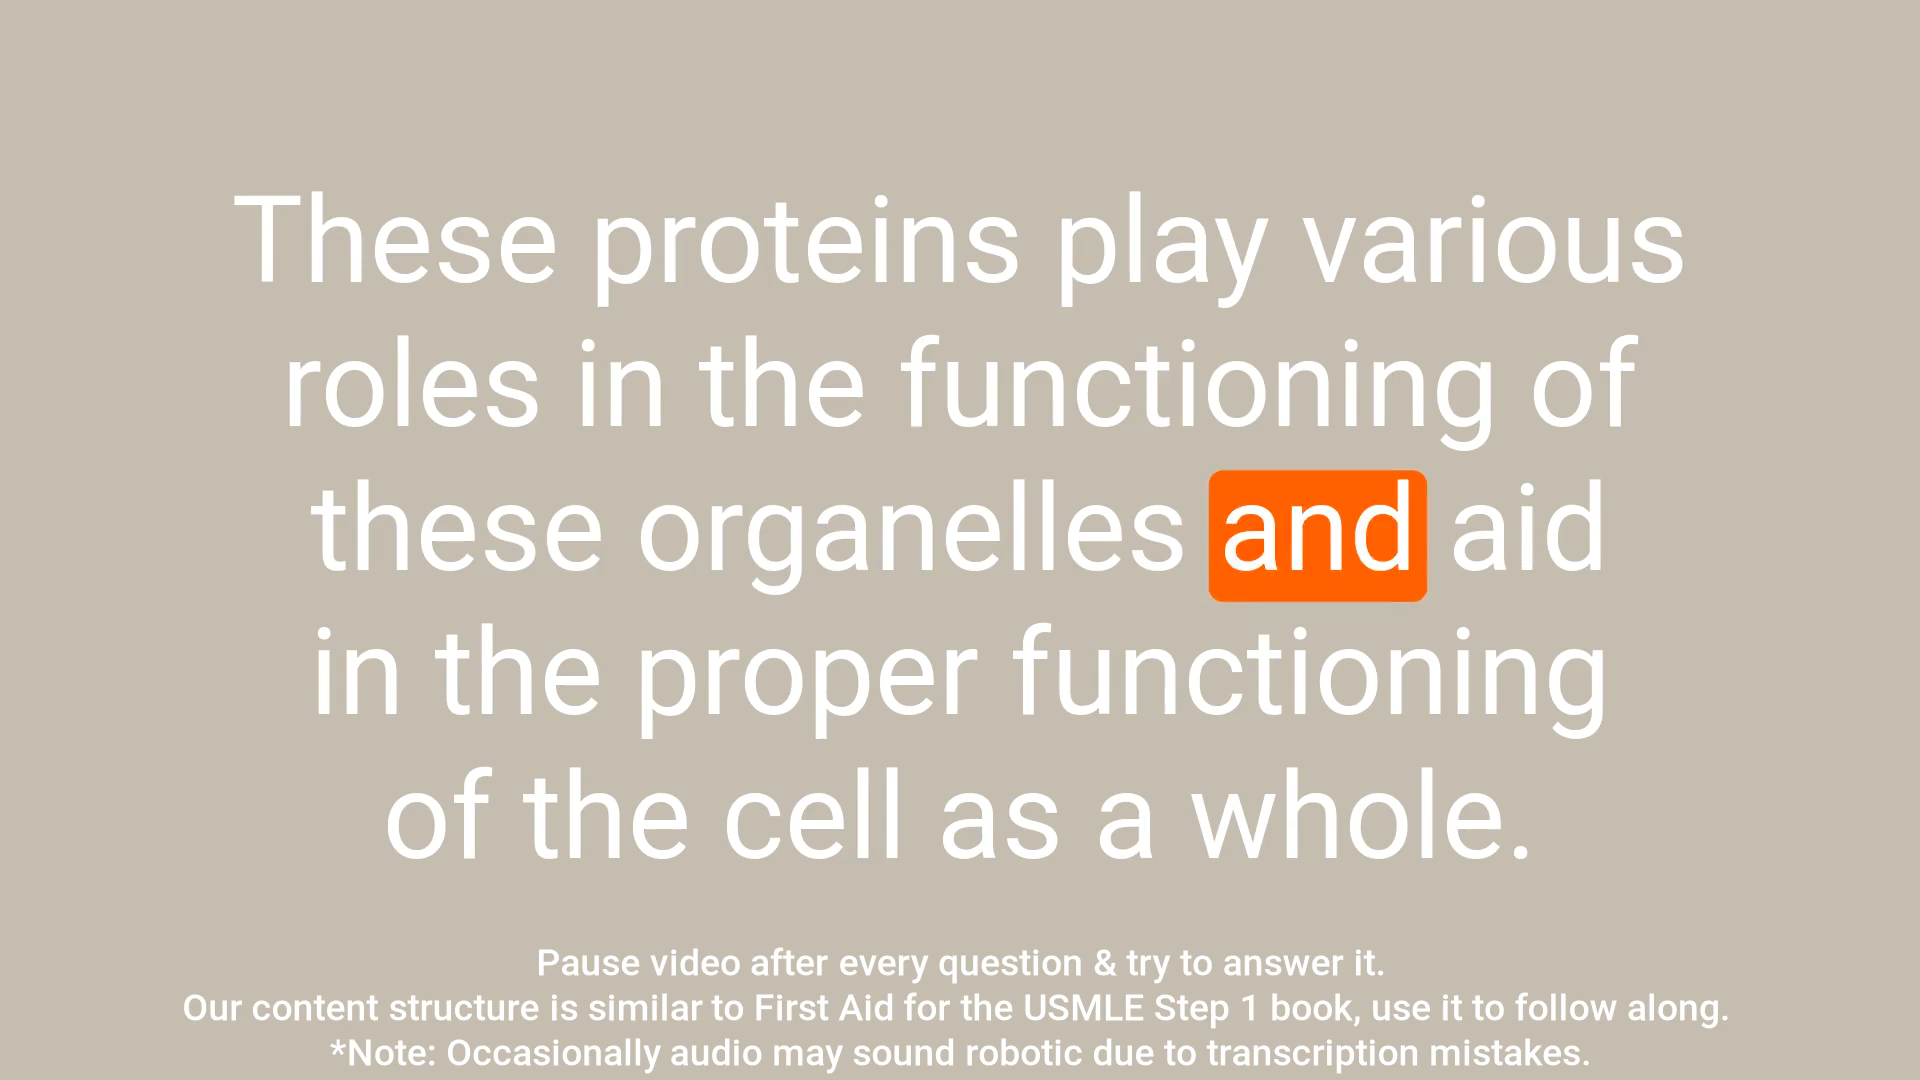 These proteins play various
roles in the functioning of
these organelles and aid
in the proper functioning
of the cell as a whole.
Pause video after every question & try to answer it.
Our content structure is similar to First Aid for the USMLE Step 1 book, use it to follow along.
*Note: Occasionally audio may sound robotic due to transcription mistakes.